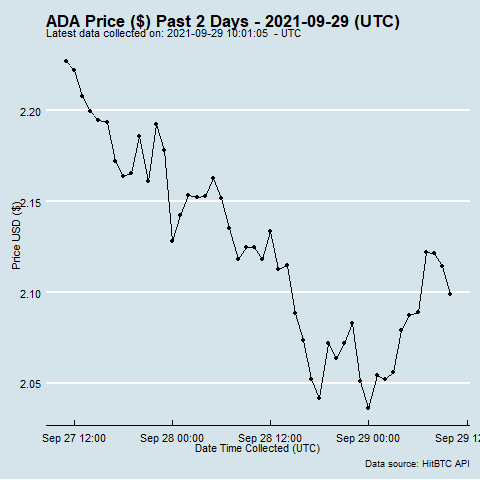 ADA Price ($) Past 2 Days - 2021-09-29 (UTC)
Latest data collected on: 2021-09-29 10:01:05 - UTC
Price USD ($)
2.20
2.15
2.10
2.05
Sep 27 12:00 Sep 28 00:00 Sep 28 12:00 Sep 29 00:00 Sep 29 12
Date Time Collected (UTC)
Data source: HitBTC API